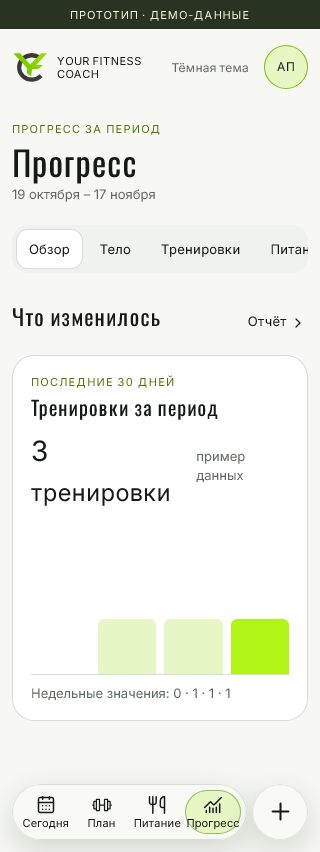 ПРОТОТИП · ДЕМО-ДАННЫЕ
YOUR FITNESS
COACH
Тёмная тема
АП
ПРОГРЕСС ЗА ПЕРИОД
Прогресс
19 октября – 17 ноября
Обзор
Тело
Тренировки
Питан
Что изменилось
Отчёт
ПОСЛЕДНИЕ 30 ДНЕЙ
Тренировки за период
3
тренировки
пример
данных
Недельные значения: 0 · 1 · 1 · 1
Сегодня
План
Питание
Прогресс